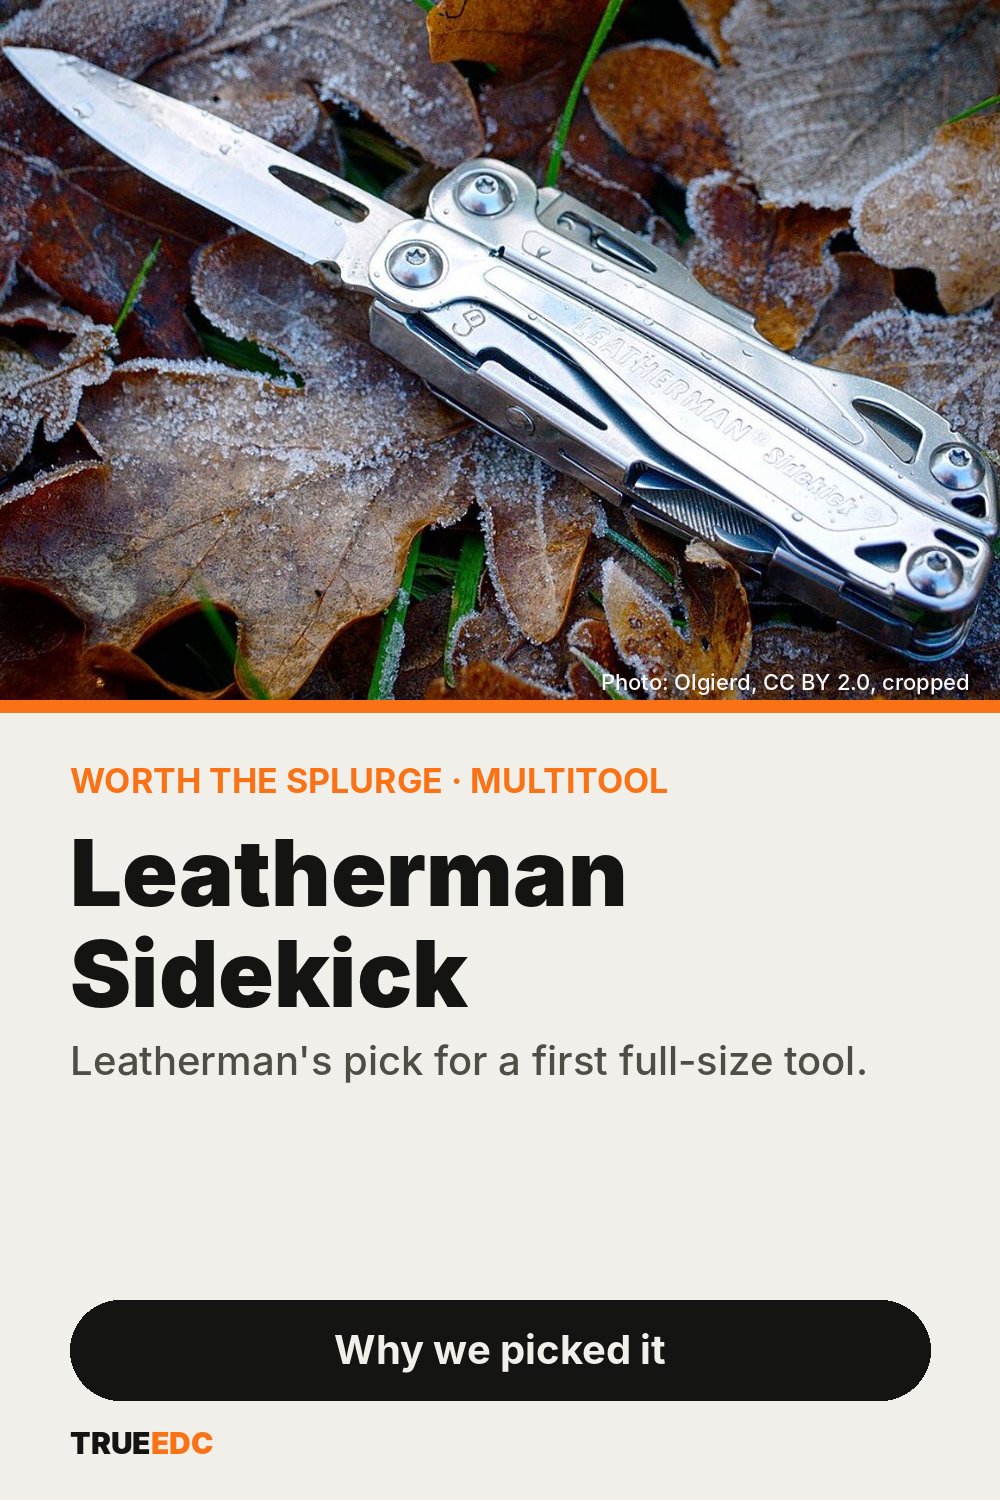 LEATHERMAN®
Sidekick®
Photo: Olgierd, CC BY 2.0, cropped
WORTH THE SPLURGE · MULTITOOL
Leatherman
Sidekick
Leatherman's pick for a first full-size tool.
Why we picked it
TRUEEDC